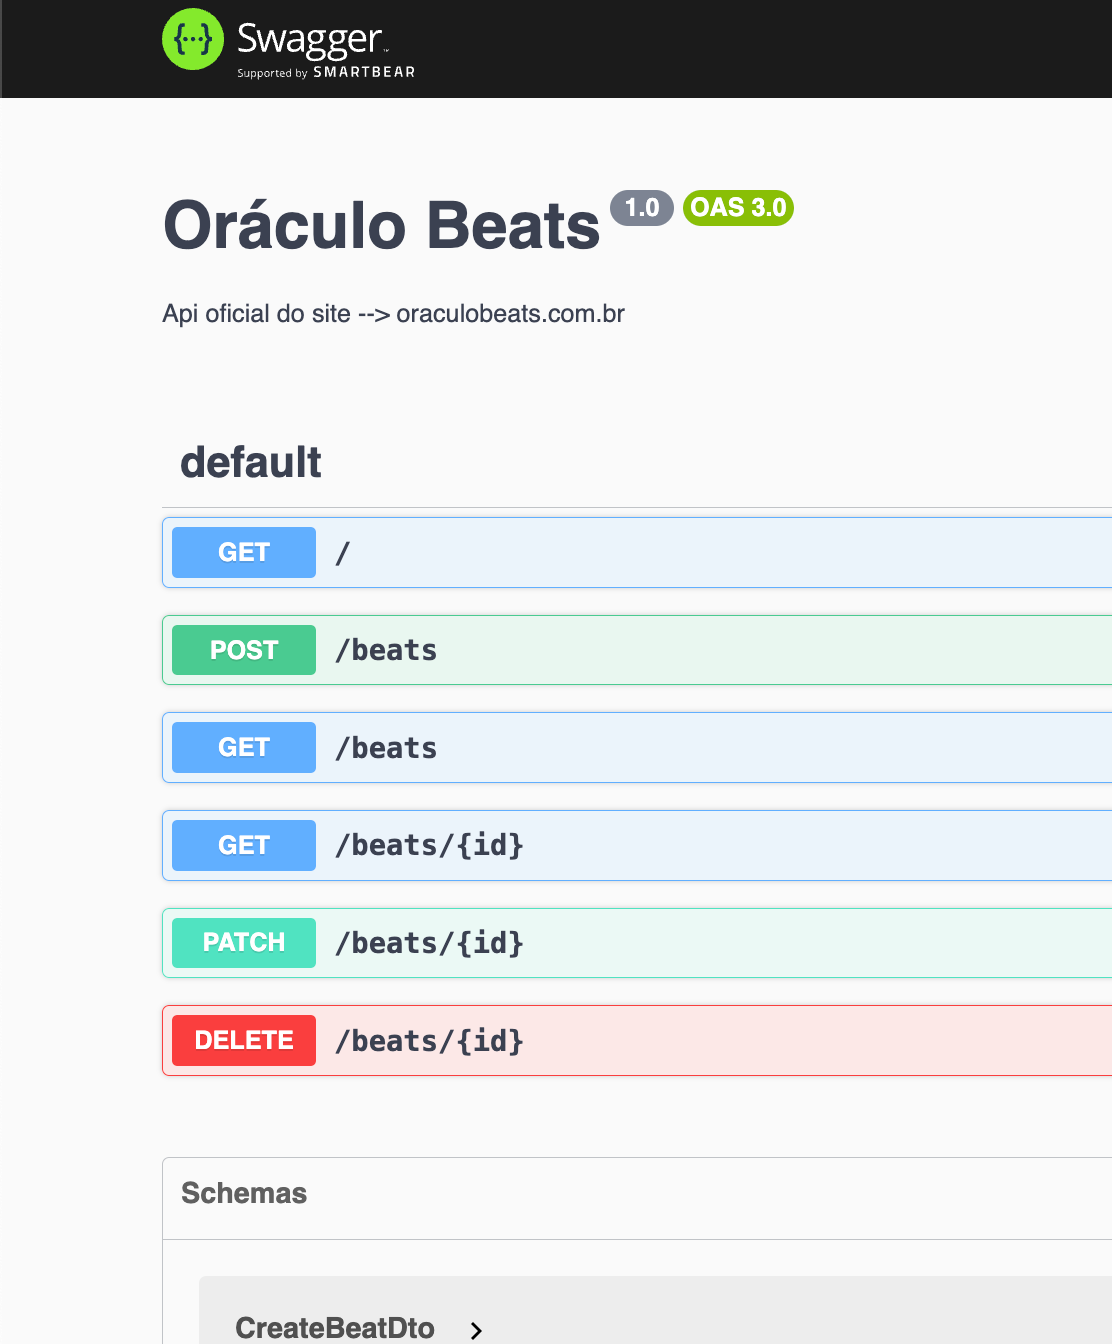 {...} Swagger™
Supported by SMARTBEAR
Oráculo Beats 1.0 OAS 3.0
Api oficial do site --> oraculobeats.com.br
default
GET /
POST /beats
GET /beats
GET /beats/{id}
PATCH /beats/{id}
DELETE /beats/{id}
Schemas
CreateBeatDto